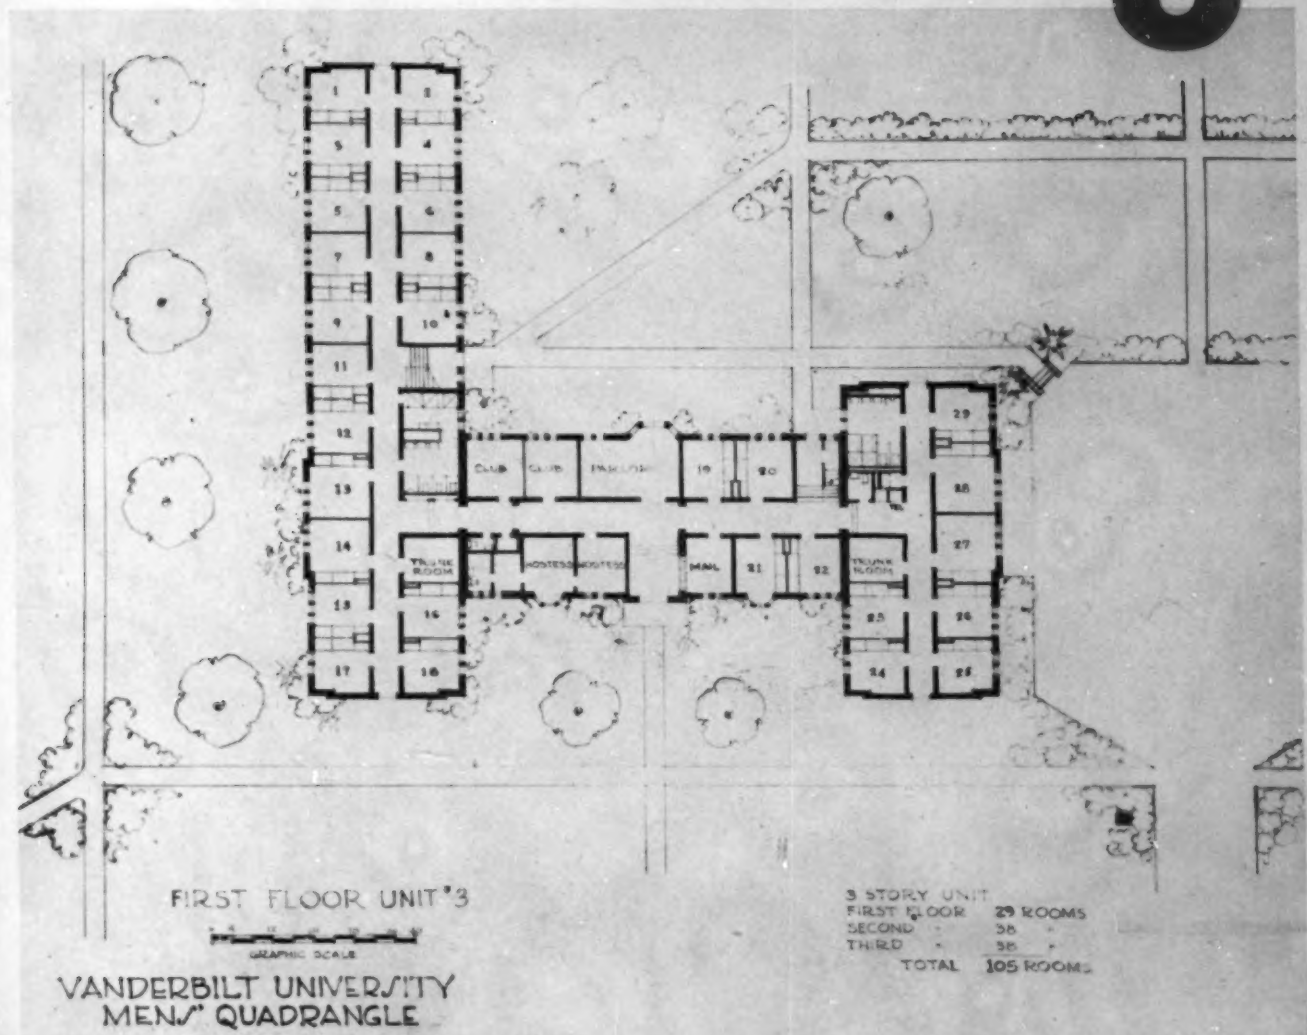 1 2
3 4
5 6
7 8
9 10
11
12
13
14
15 16
17 18
CLUB CLUB PARLOR 19 20
TRUNK ROOM
HOSTESS HOSTESS
MAIL 21 22
TRUNK ROOM
TEL
29
28
27
23 26
24 25
FIRST FLOOR UNIT #3
GRAPHIC SCALE
VANDERBILT UNIVERSITY
MENS' QUADRANGLE
3 STORY UNIT
FIRST FLOOR 29 ROOMS
SECOND " 38 "
THIRD " 38 "
TOTAL 105 ROOMS